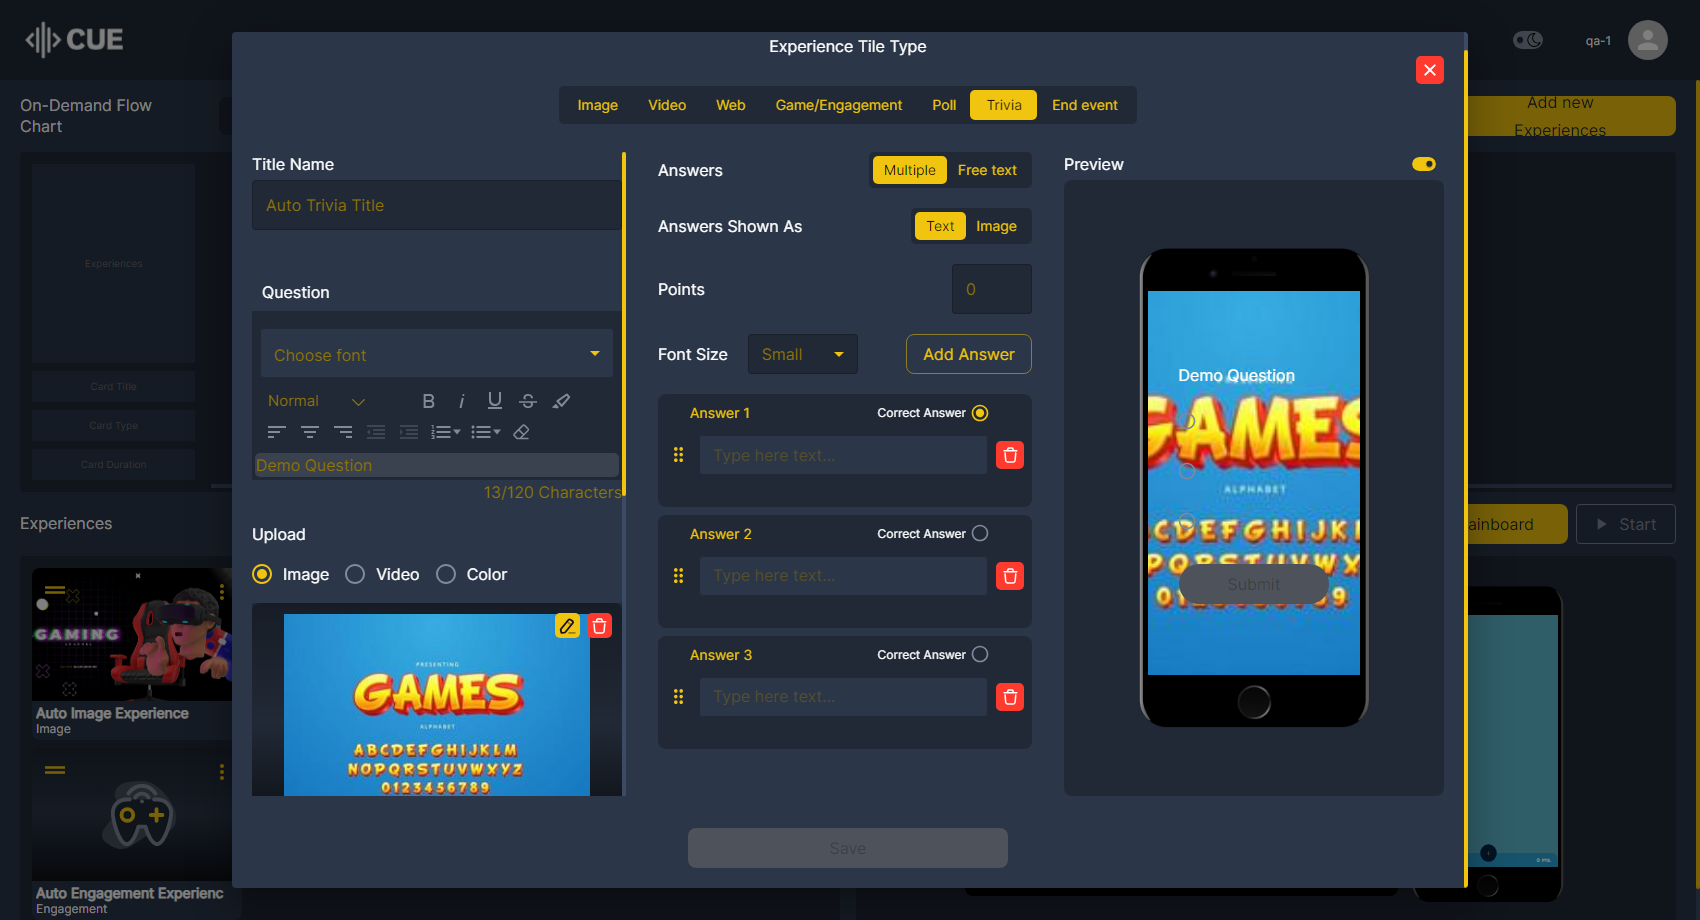 CUE
Experience Tile Type
qa-1
On-Demand Flow
Chart
Add new
Experiences
Image
Video
Web
Game/Engagement
Poll
Trivia
End event
Experiences
Card Title
Card Type
Card Duration
Title Name
Auto Trivia Title
Question
Choose font
Normal
B
i
U
S
Demo Question
13/120 Characters
Upload
Image
Video
Color
PRESENTING
GAMES
ALPHABET
ABCDEFGHIJKLM
NOPQRSTUVWXYZ
0123456789
Answers
Multiple
Free text
Answers Shown As
Text
Image
Points
0
Font Size
Small
Add Answer
Answer 1
Correct Answer
Type here text...
Answer 2
Correct Answer
Type here text...
Answer 3
Correct Answer
Type here text...
Preview
Demo Question
GAMES
ALPHABET
CDEFGHIJK
PQRSTUVWX
Submit
0123456789
Save
Experiences
GAMING
Auto Image Experience
Image
Auto Engagement Experienc
Engagement
ainboard
Start